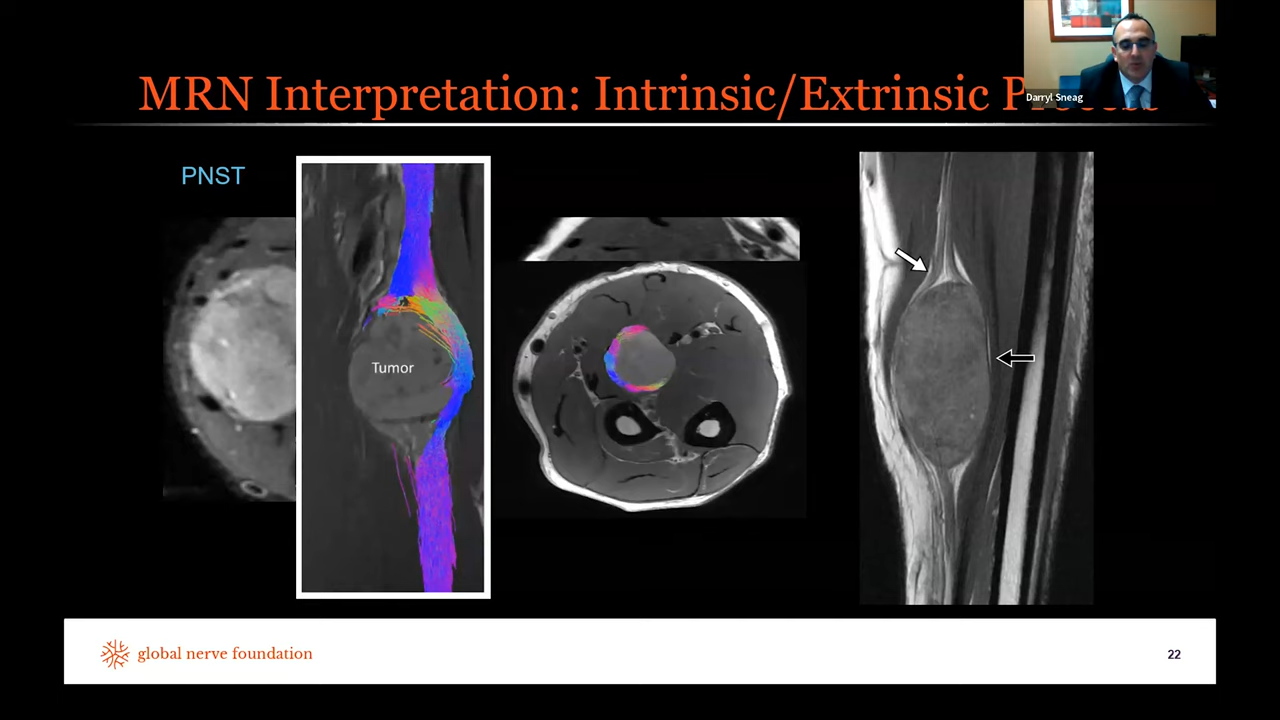 MRN Interpretation: Intrinsic/Extrinsic
Darryl Sneag
PNST
Tumor
global nerve foundation
22